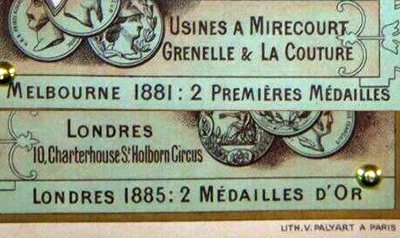 USINES A MIRECOURT
GRENELLE & LA COUTURE
MELBOURNE 1881: 2 PREMIÈRES MÉDAILLES
LONDRES
10, Charterhouse St Holborn Circus
LONDRES 1885: 2 MÉDAILLES D'OR
LITH. V. PALYART A PARIS